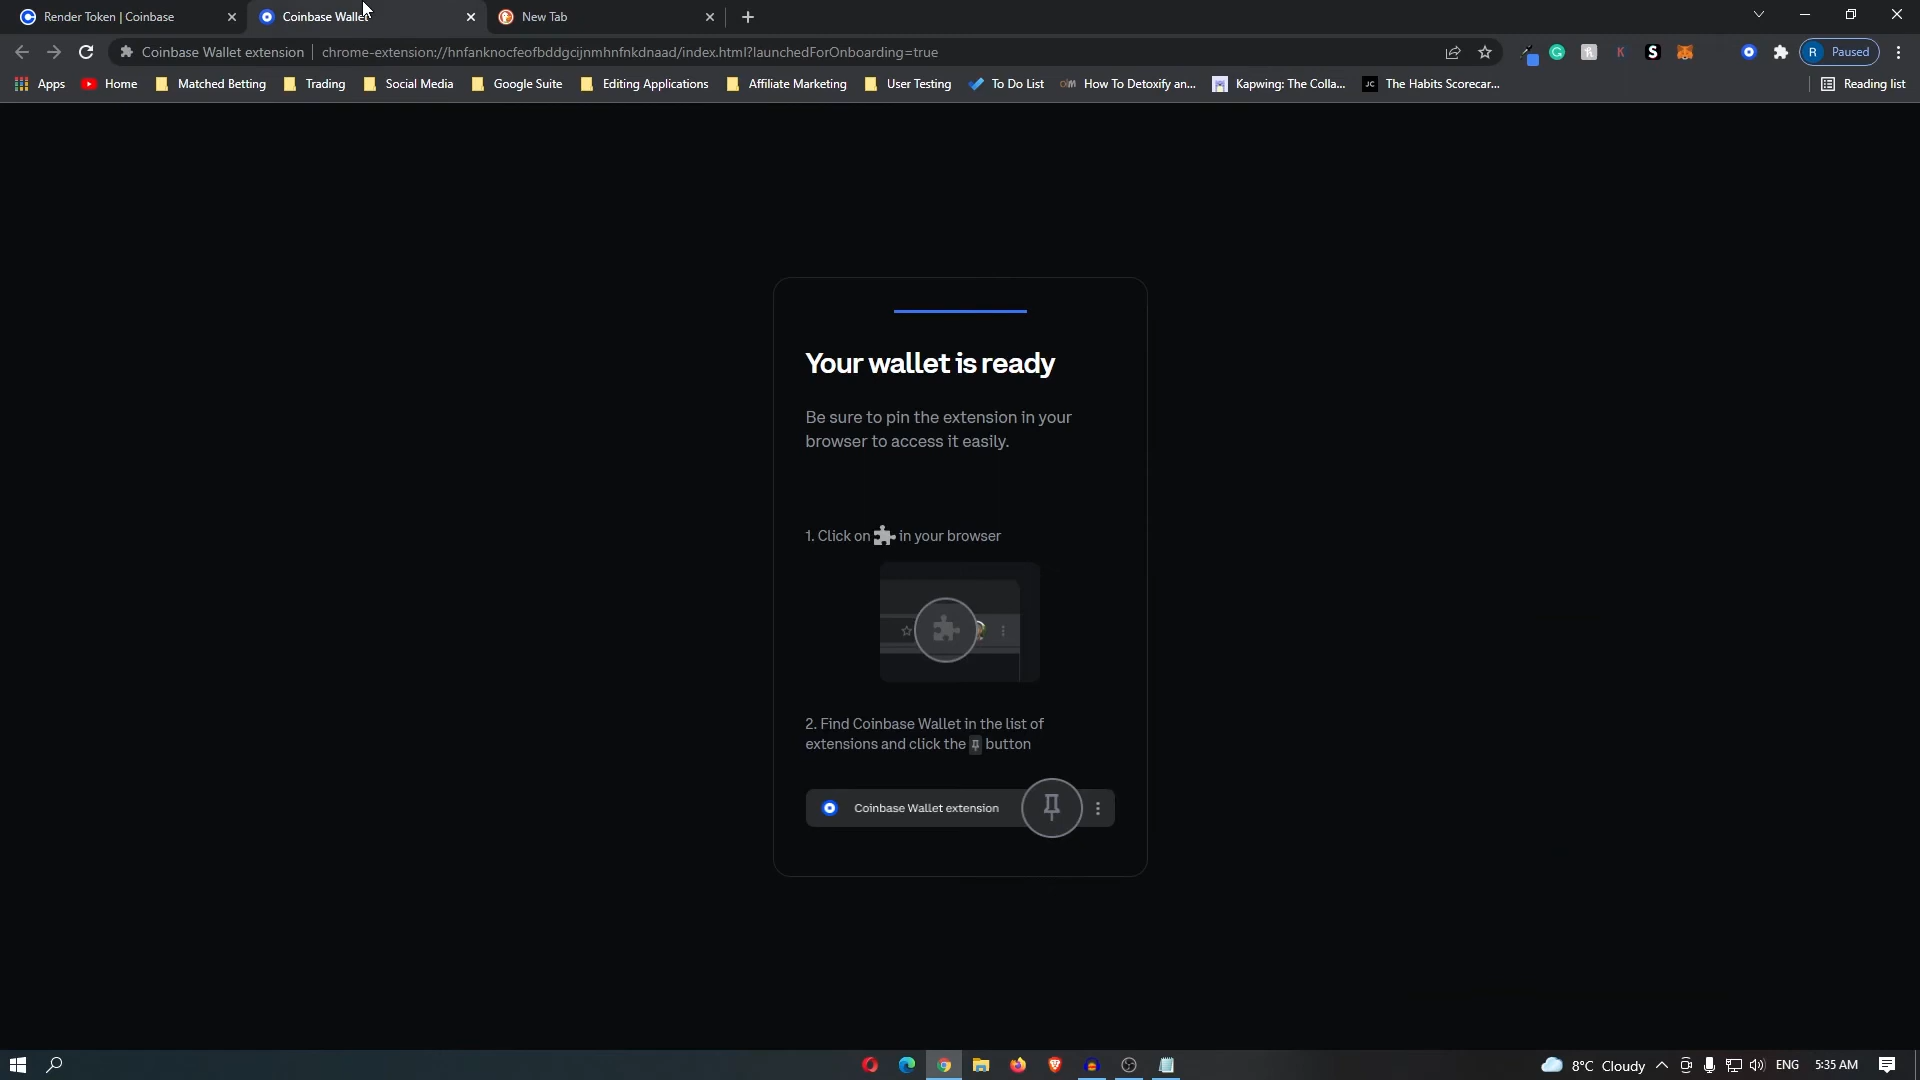 Render Token | Coinbase
Coinbase Wallet
New Tab
Coinbase Wallet extension
chrome-extension://hnfanknocfeofbddgcijnmhnfnkdnaad/index.html?launchedForOnboarding=true
R Paused
Apps
Home
Matched Betting
Trading
Social Media
Google Suite
Editing Applications
Affiliate Marketing
User Testing
To Do List
How To Detoxify an...
Kapwing: The Colla...
JC The Habits Scorecar...
Reading list
Your wallet is ready
Be sure to pin the extension in your
browser to access it easily.
1. Click on in your browser
2. Find Coinbase Wallet in the list of
extensions and click the button
Coinbase Wallet extension
8°C Cloudy
ENG
5:35 AM